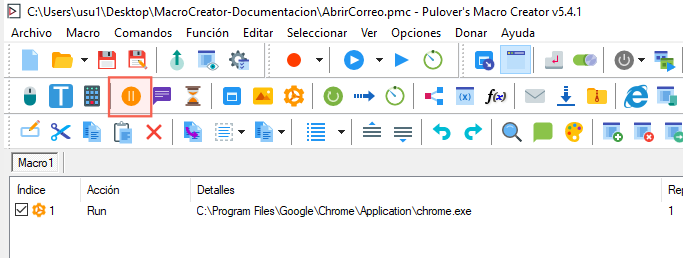 C:\Users\usu1\Desktop\MacroCreator-Documentacion\AbrirCorreo.pmc - Pulover's Macro Creator v5.4.1
Archivo Macro Comandos Función Editar Seleccionar Ver Opciones Donar Ayuda
T (x) f(x)
Macro1
Índice Acción Detalles Rep
1 Run C:\Program Files\Google\Chrome\Application\chrome.exe 1